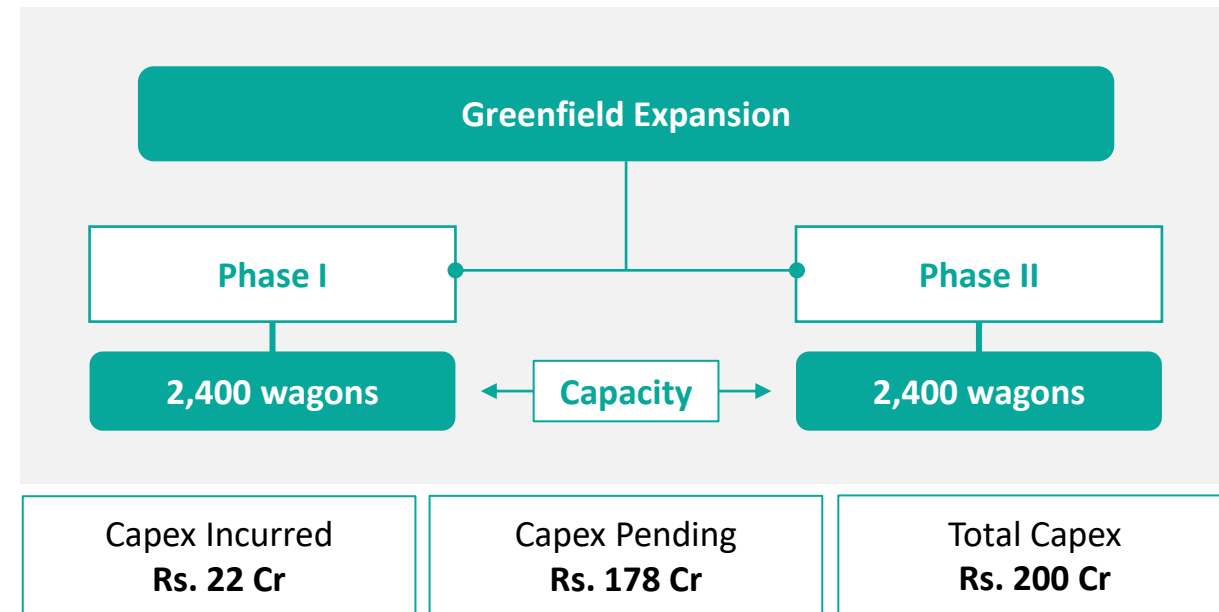 Greenfield Expansion
Phase I
Phase II
2,400 wagons
Capacity
2,400 wagons
Capex Incurred
Rs. 22 Cr
Capex Pending
Rs. 178 Cr
Total Capex
Rs. 200 Cr